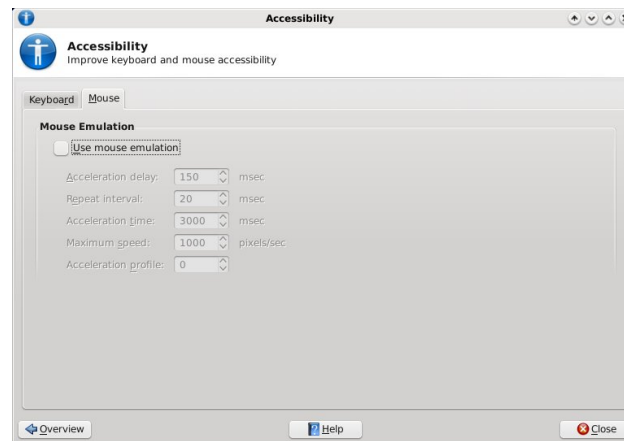 Accessibility
Accessibility
Improve keyboard and mouse accessibility
Keyboard Mouse
Mouse Emulation
Use mouse emulation
Acceleration delay: 150 msec
Repeat interval: 20 msec
Acceleration time: 3000 msec
Maximum speed: 1000 pixels/sec
Acceleration profile: 0
Overview Help Close